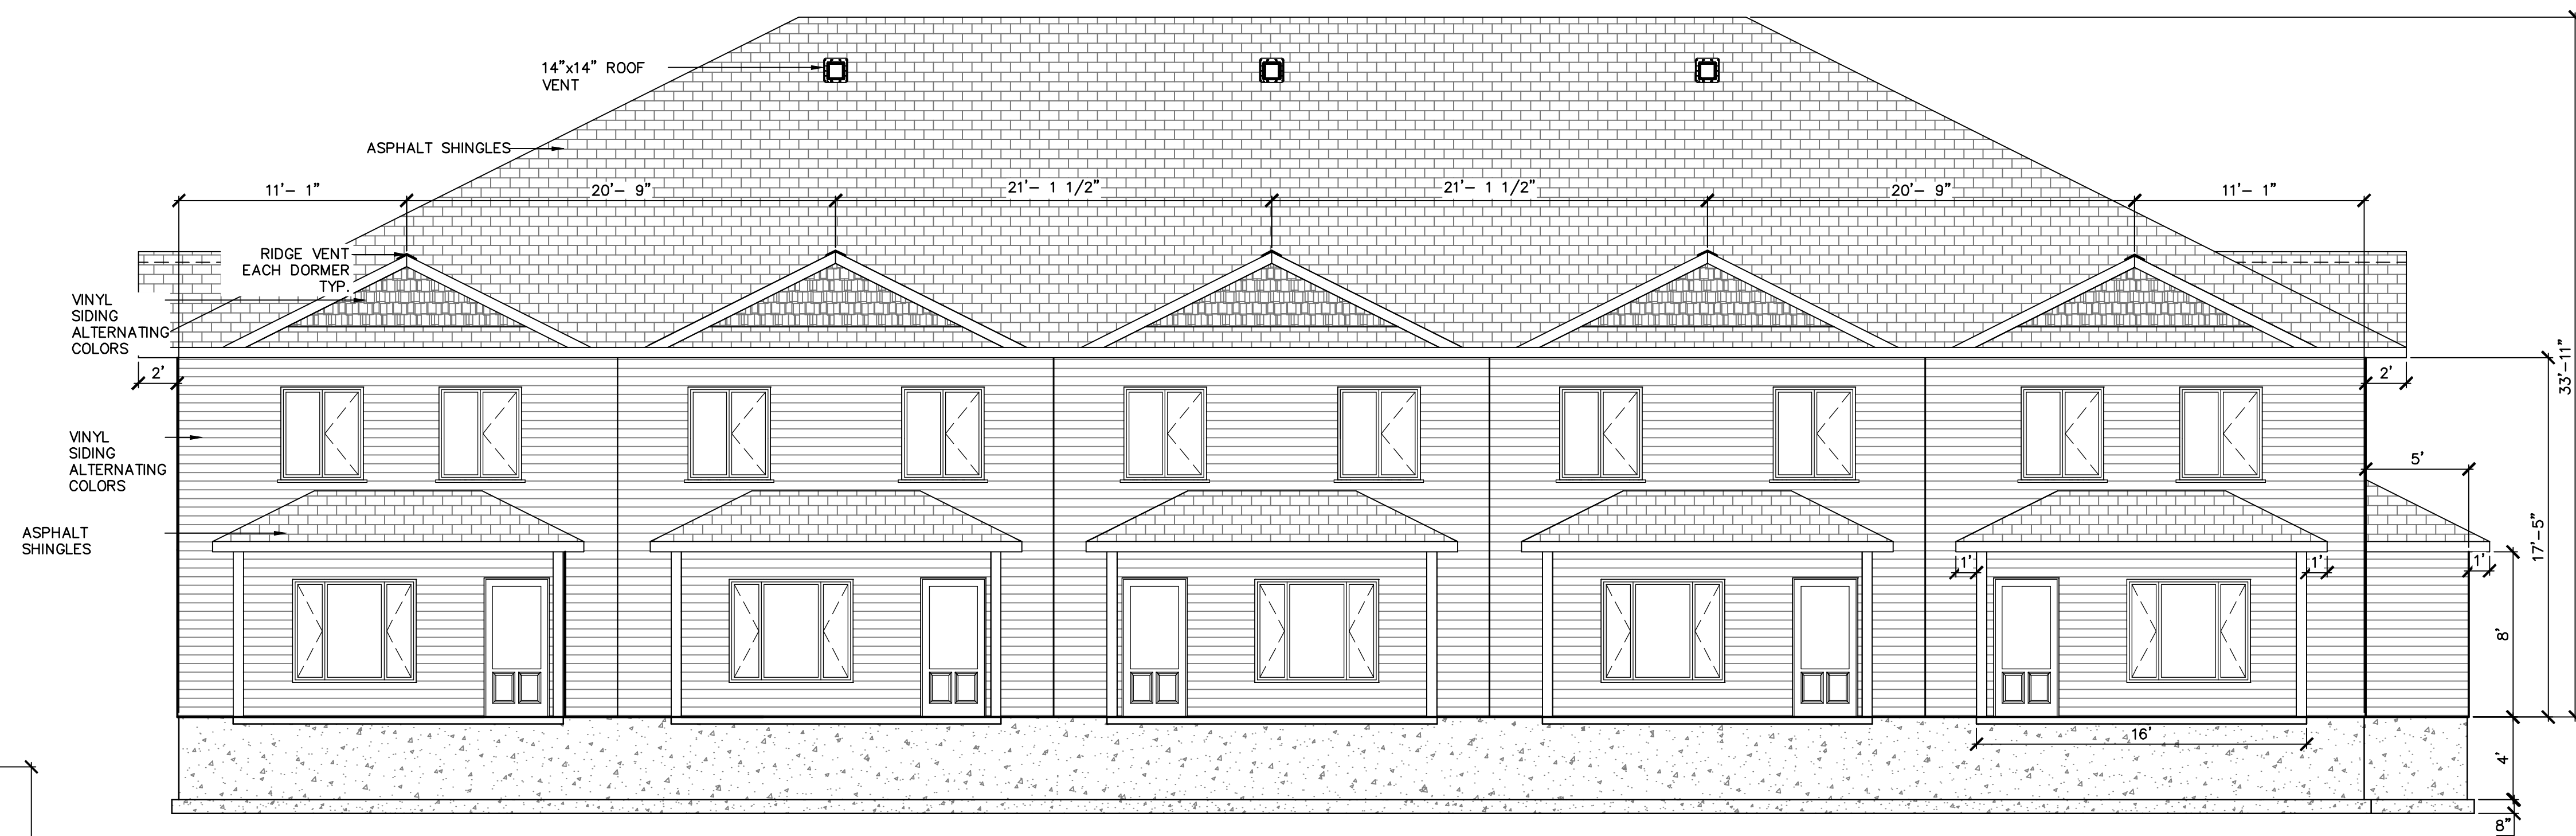 14"x14" ROOF
VENT
ASPHALT SHINGLES
11'- 1"
20'- 9"
21'- 1 1/2"
21'- 1 1/2"
20'- 9"
11'- 1"
RIDGE VENT
EACH DORMER
TYP.
VINYL
SIDING
ALTERNATING
COLORS
2'
2'
33'-11"
VINYL
SIDING
ALTERNATING
COLORS
5'
ASPHALT
SHINGLES
17'-5"
1'
1'
1'
8'
16'
4'
8"